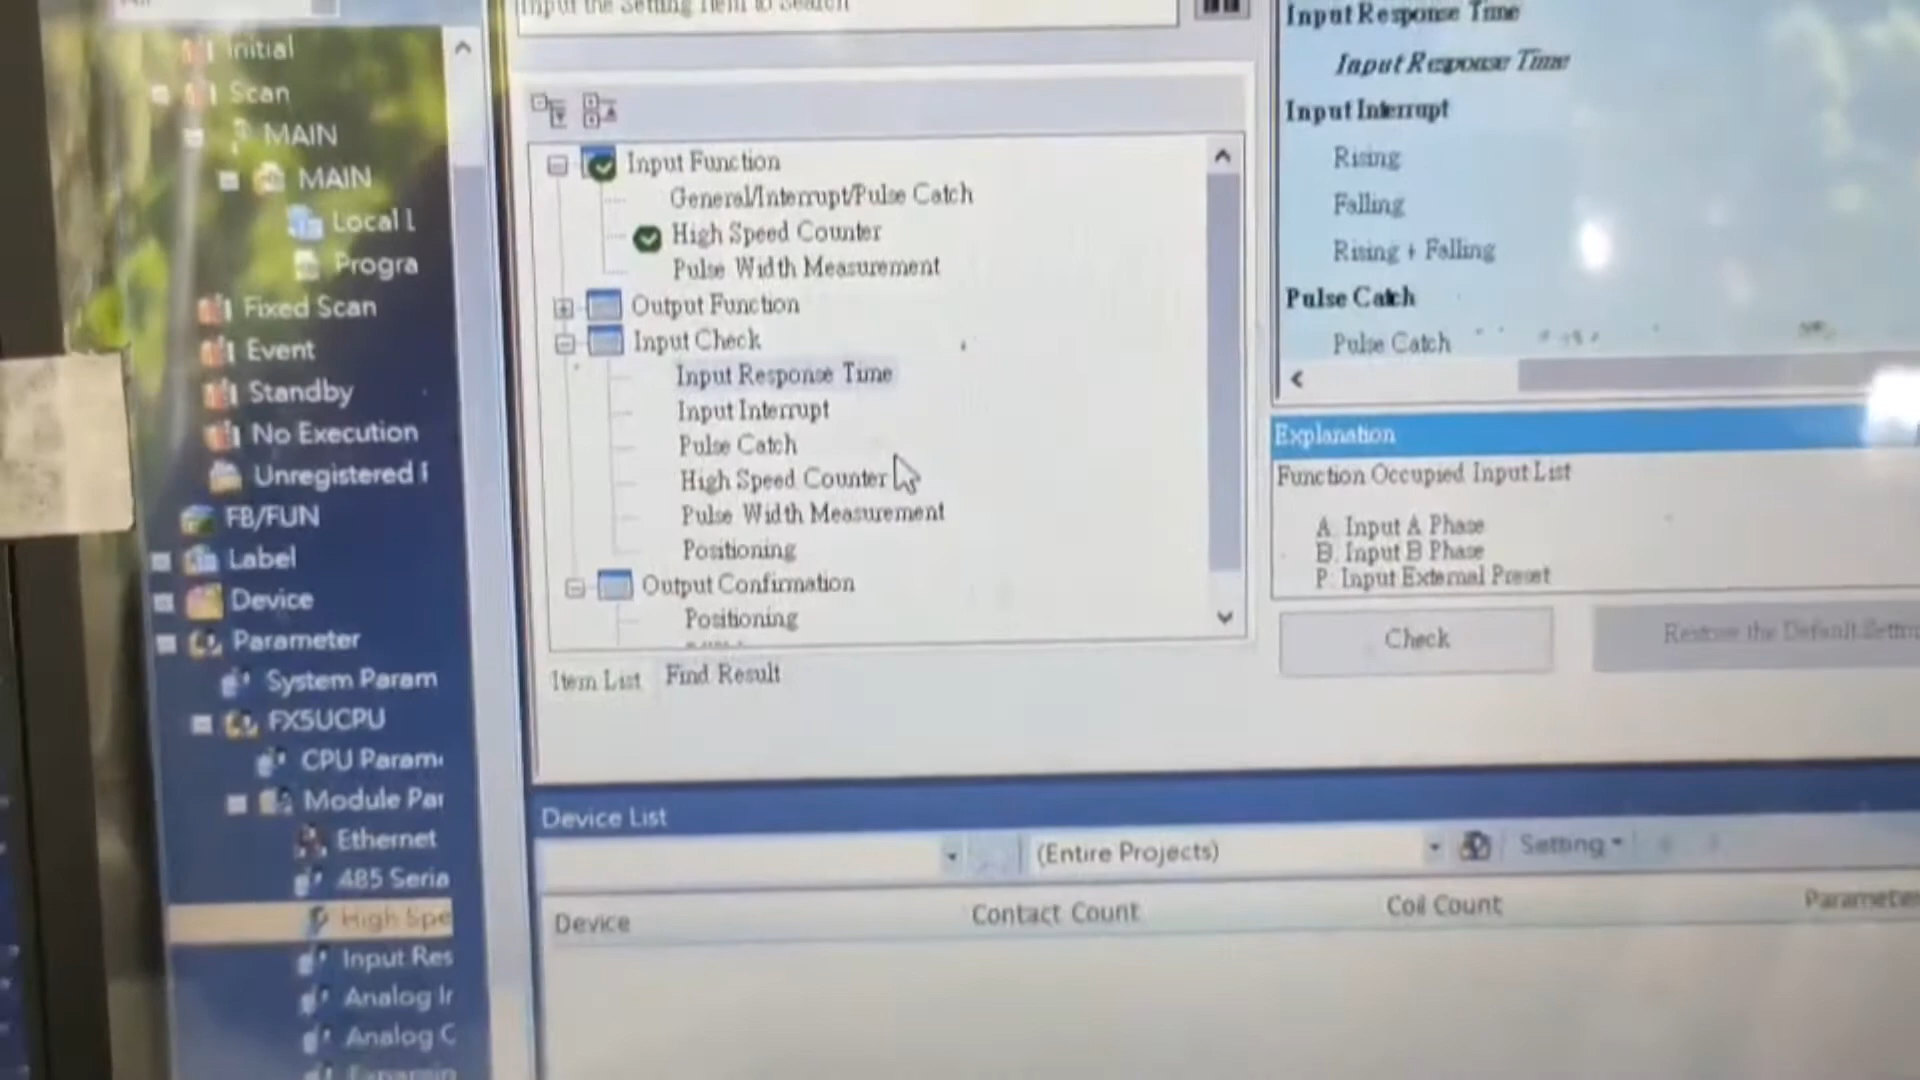 Initial
Scan
MAIN
MAIN
Local L
Progra
Fixed Scan
Event
Standby
No Execution
Unregistered
FB/FUN
Label
Device
Parameter
System Param
FX5UCPU
CPU Param
Module Par
Ethernet
485 Seria
High Spe
Input Res
Analog Ir
Analog C
Input the Setting Item to Search
Input Function
General/Interrupt/Pulse Catch
High Speed Counter
Pulse Width Measurement
Output Function
Input Check
Input Response Time
Input Interrupt
Pulse Catch
High Speed Counter
Pulse Width Measurement
Positioning
Output Confirmation
Positioning
Item List Find Result
Input Response Time
Input Response Time
Input Interrupt
Rising
Falling
Rising + Falling
Pulse Catch
Pulse Catch
Explanation
Function Occupied Input List
A: Input A Phase
B: Input B Phase
P: Input External Preset
Check Restore the Default Settin
Device List
(Entire Projects) Setting
Device Contact Count Coil Count Parameter